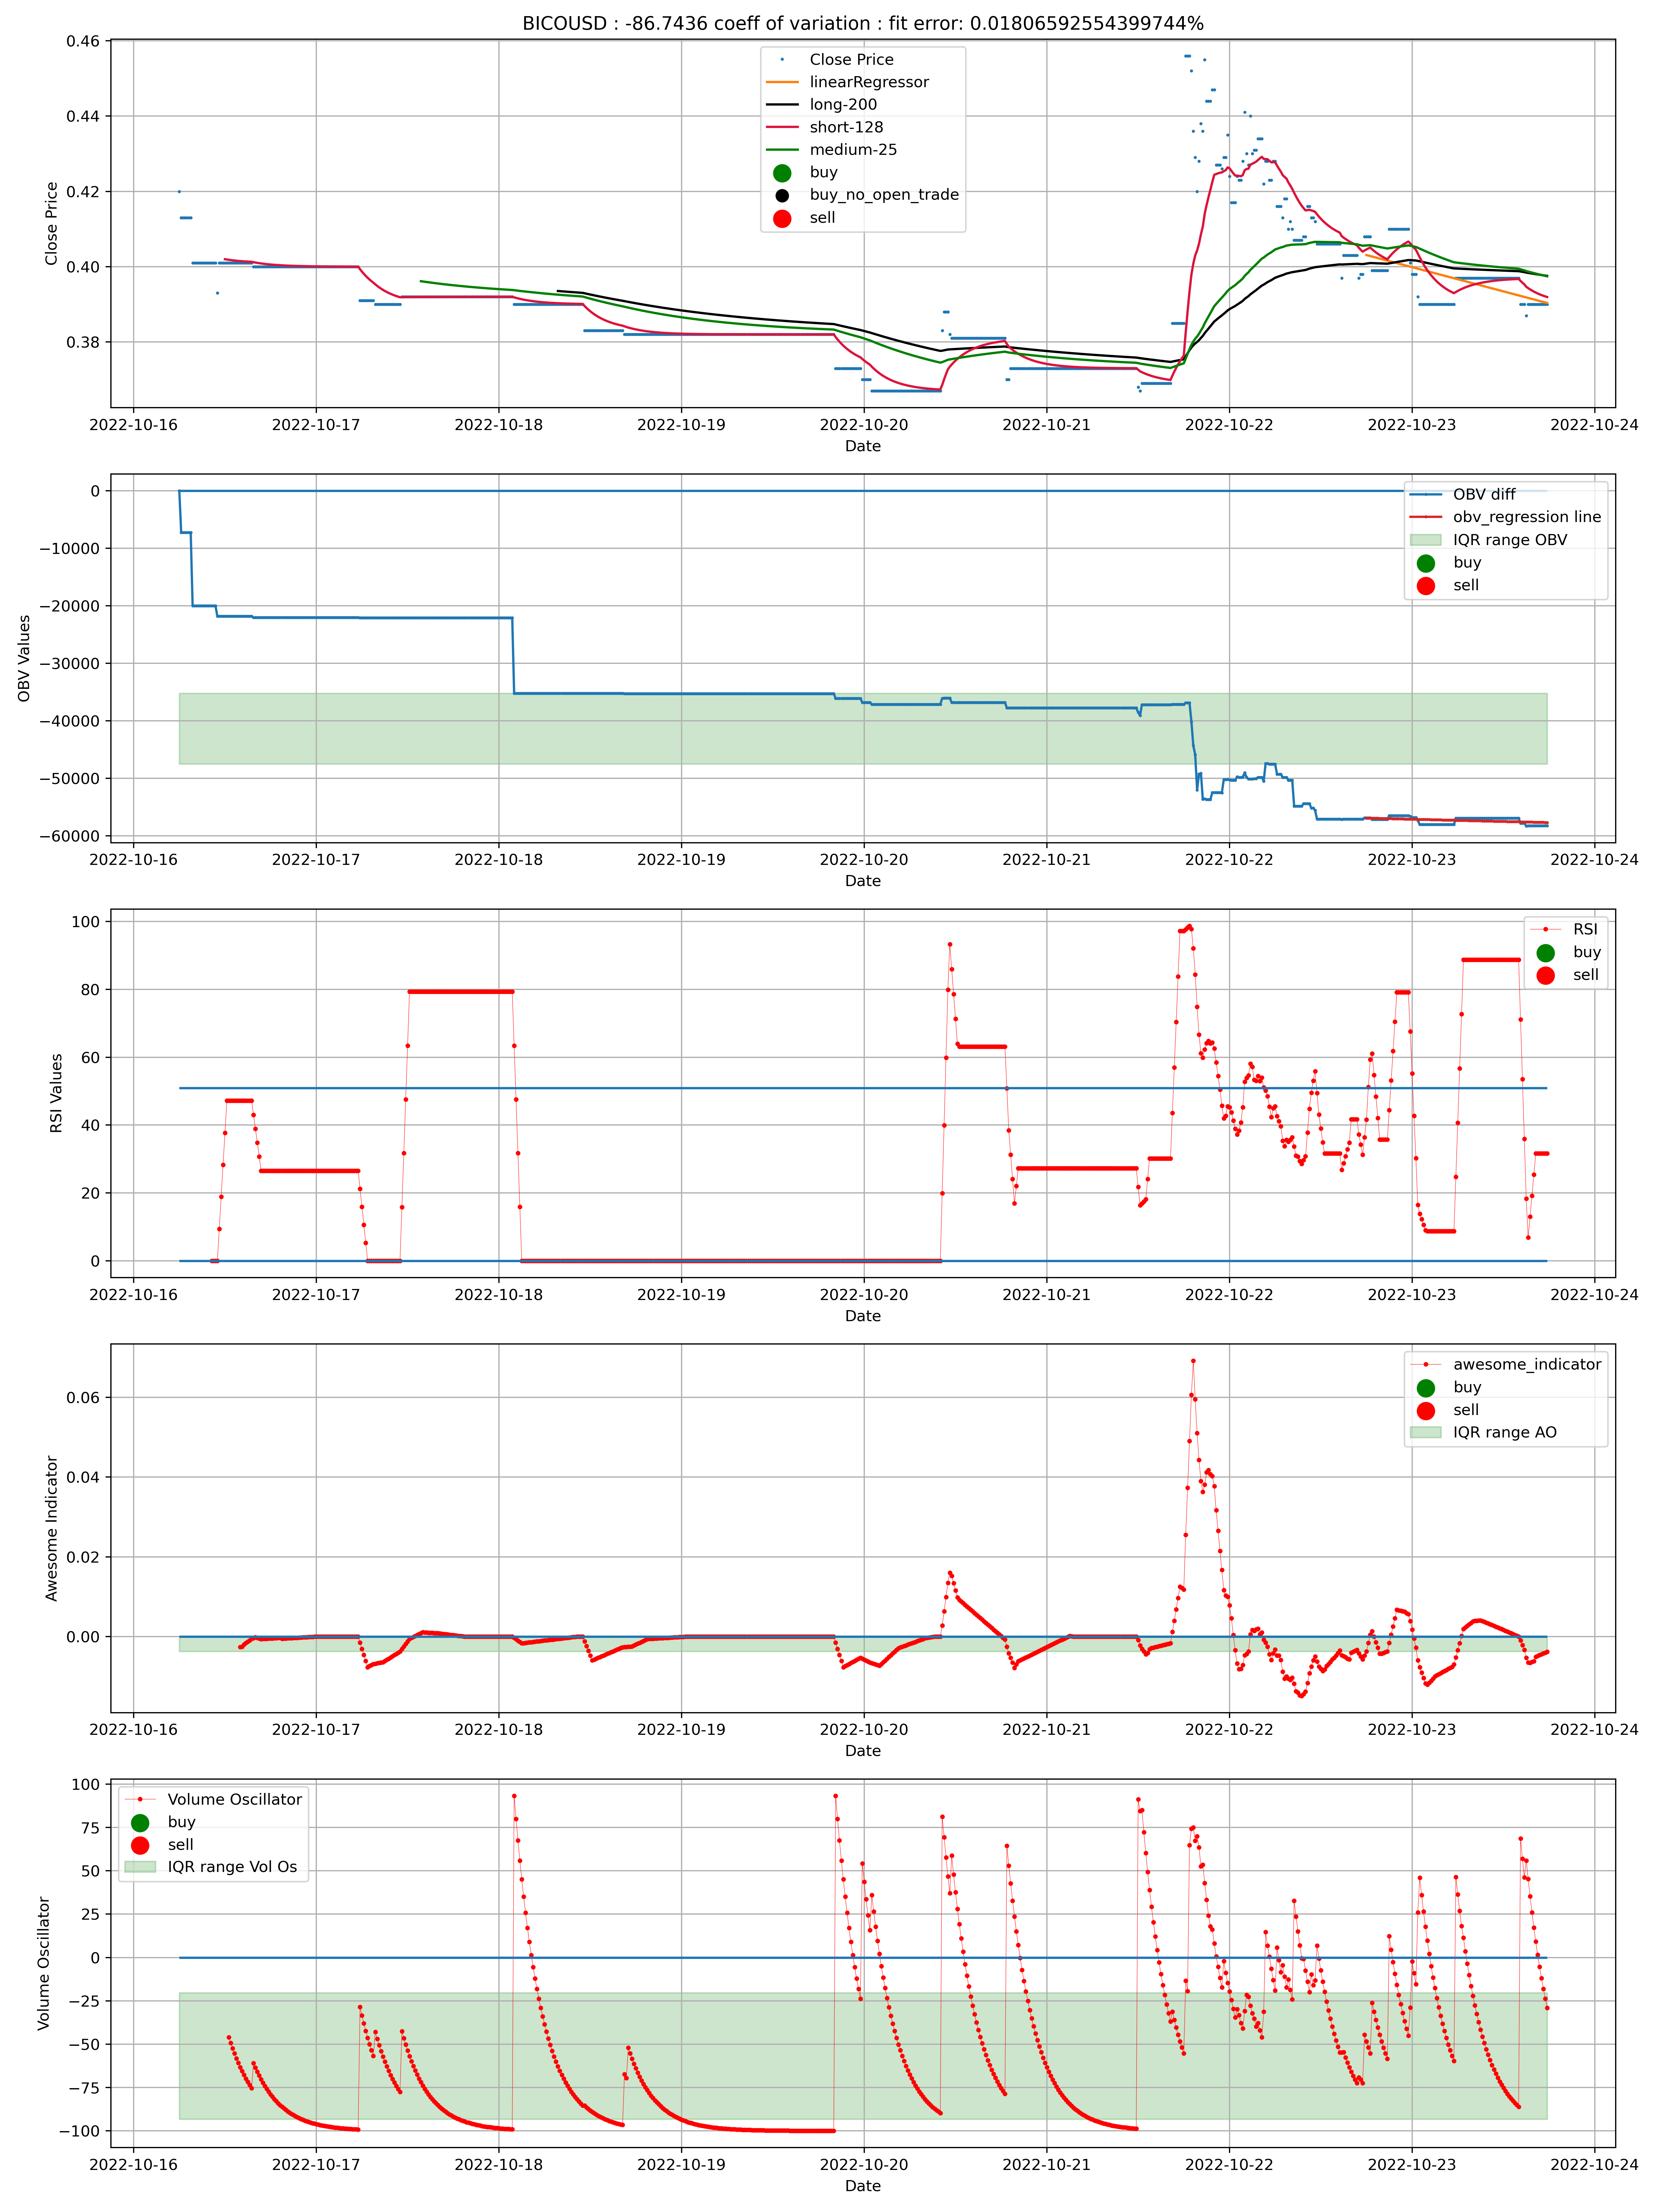 BICOUSD : -86.7436 coeff of variation : fit error: 0.01806592554399744%
Close Price
0.46
0.44
0.42
0.40
0.38
Close Price
linearRegressor
long-200
short-128
medium-25
buy
buy_no_open_trade
sell
2022-10-16 2022-10-17 2022-10-18 2022-10-19 2022-10-20 2022-10-21 2022-10-22 2022-10-23 2022-10-24
Date
OBV Values
0
−10000
−20000
−30000
−40000
−50000
−60000
OBV diff
obv_regression line
IQR range OBV
buy
sell
2022-10-16 2022-10-17 2022-10-18 2022-10-19 2022-10-20 2022-10-21 2022-10-22 2022-10-23 2022-10-24
Date
RSI Values
100
80
60
40
20
0
RSI
buy
sell
2022-10-16 2022-10-17 2022-10-18 2022-10-19 2022-10-20 2022-10-21 2022-10-22 2022-10-23 2022-10-24
Date
Awesome Indicator
0.06
0.04
0.02
0.00
awesome_indicator
buy
sell
IQR range AO
2022-10-16 2022-10-17 2022-10-18 2022-10-19 2022-10-20 2022-10-21 2022-10-22 2022-10-23 2022-10-24
Date
Volume Oscillator
100
75
50
25
0
−25
−50
−75
−100
Volume Oscillator
buy
sell
IQR range Vol Os
2022-10-16 2022-10-17 2022-10-18 2022-10-19 2022-10-20 2022-10-21 2022-10-22 2022-10-23 2022-10-24
Date